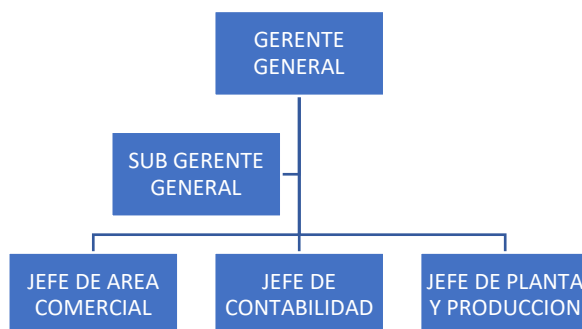 GERENTE
GENERAL
SUB GERENTE
GENERAL
JEFE DE AREA
COMERCIAL
JEFE DE
CONTABILIDAD
JEFE DE PLANTA
Y PRODUCCION